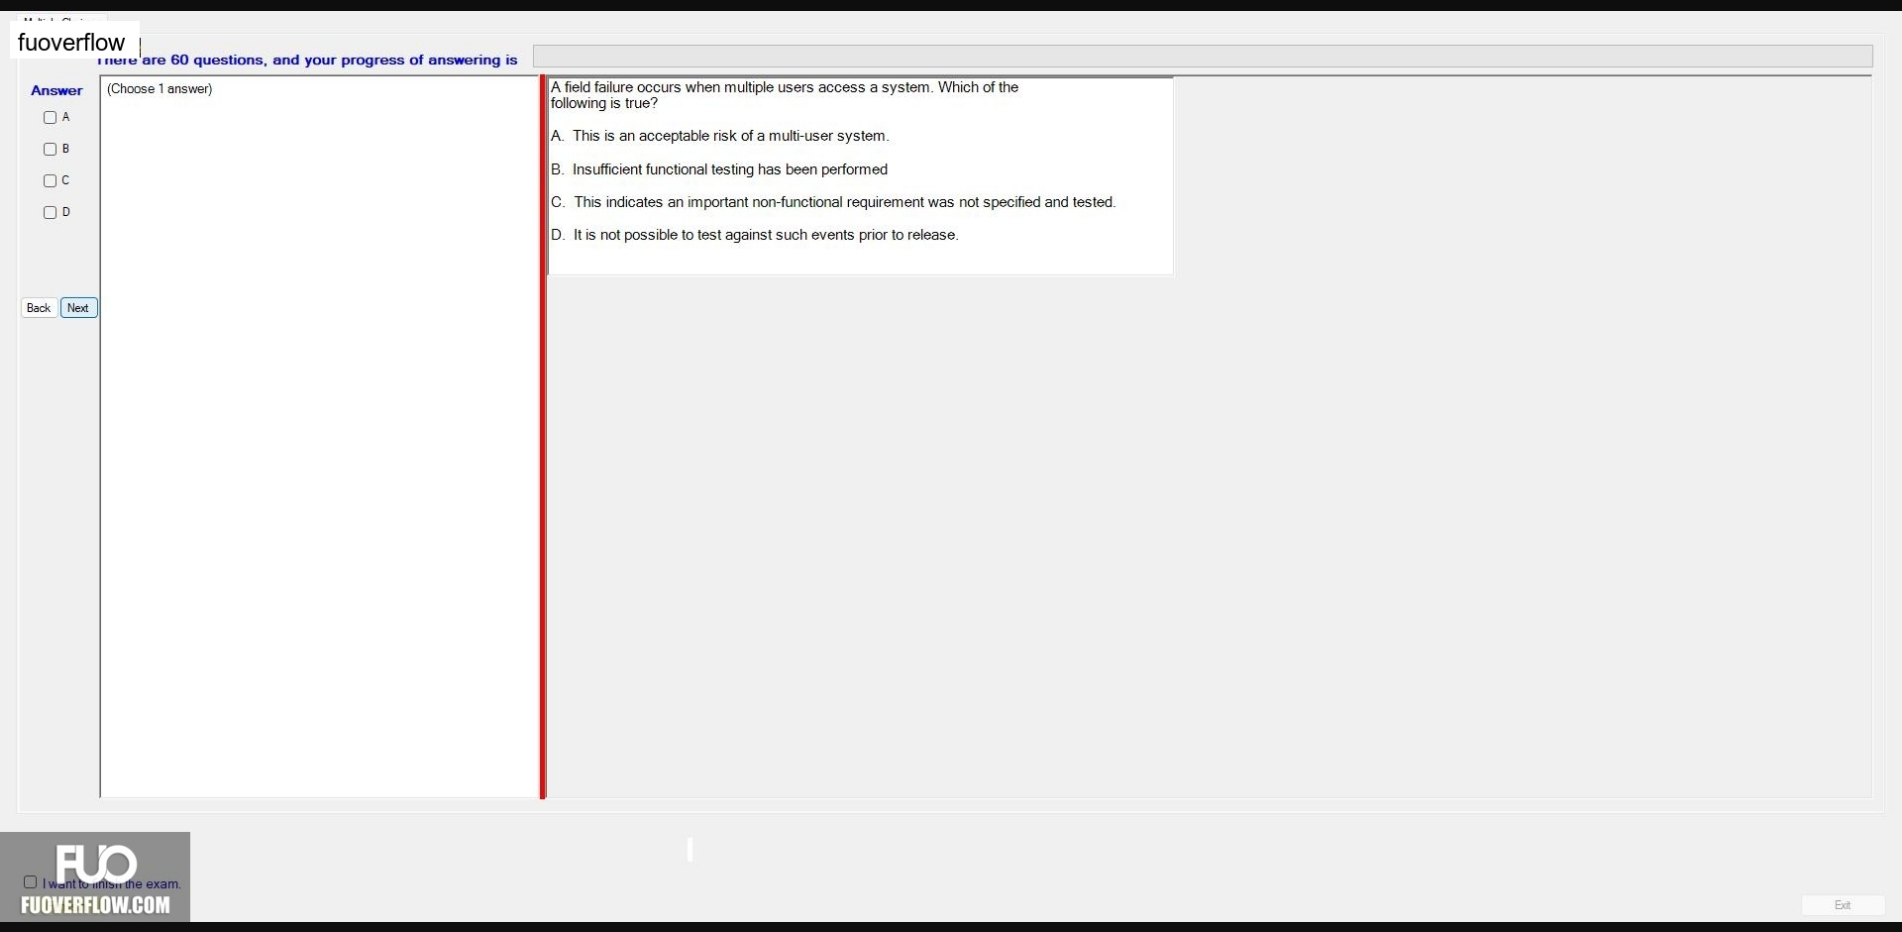 fuoverflow
There are 60 questions, and your progress of answering is
Answer
(Choose 1 answer)
A
B
C
D
Back
Next
A field failure occurs when multiple users access a system. Which of the
following is true?
A. This is an acceptable risk of a multi-user system.
B. Insufficient functional testing has been performed
C. This indicates an important non-functional requirement was not specified and tested.
D. It is not possible to test against such events prior to release.
FUO
I want to finish the exam.
FUOVERFLOW.COM
Exit